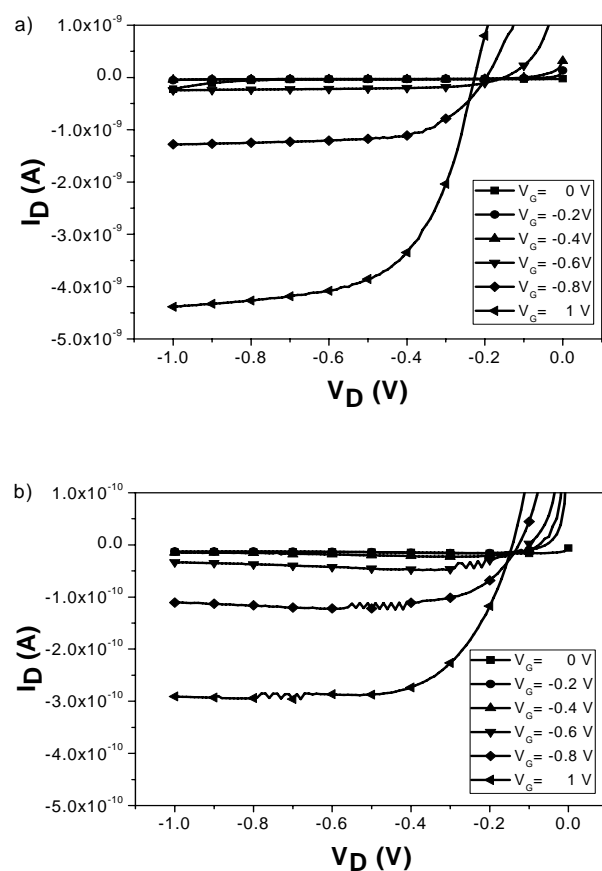 a)
1.0x10⁻⁹
0.0
-1.0x10⁻⁹
-2.0x10⁻⁹
-3.0x10⁻⁹
-4.0x10⁻⁹
-5.0x10⁻⁹
I_D (A)
V_G= 0 V
V_G= -0.2V
V_G= -0.4V
V_G= -0.6V
V_G= -0.8V
V_G= 1 V
-1.0 -0.8 -0.6 -0.4 -0.2 0.0
V_D (V)
b)
1.0x10⁻¹⁰
0.0
-1.0x10⁻¹⁰
-2.0x10⁻¹⁰
-3.0x10⁻¹⁰
-4.0x10⁻¹⁰
-5.0x10⁻¹⁰
I_D (A)
V_G= 0 V
V_G= -0.2 V
V_G= -0.4 V
V_G= -0.6 V
V_G= -0.8 V
V_G= 1 V
-1.0 -0.8 -0.6 -0.4 -0.2 0.0
V_D (V)